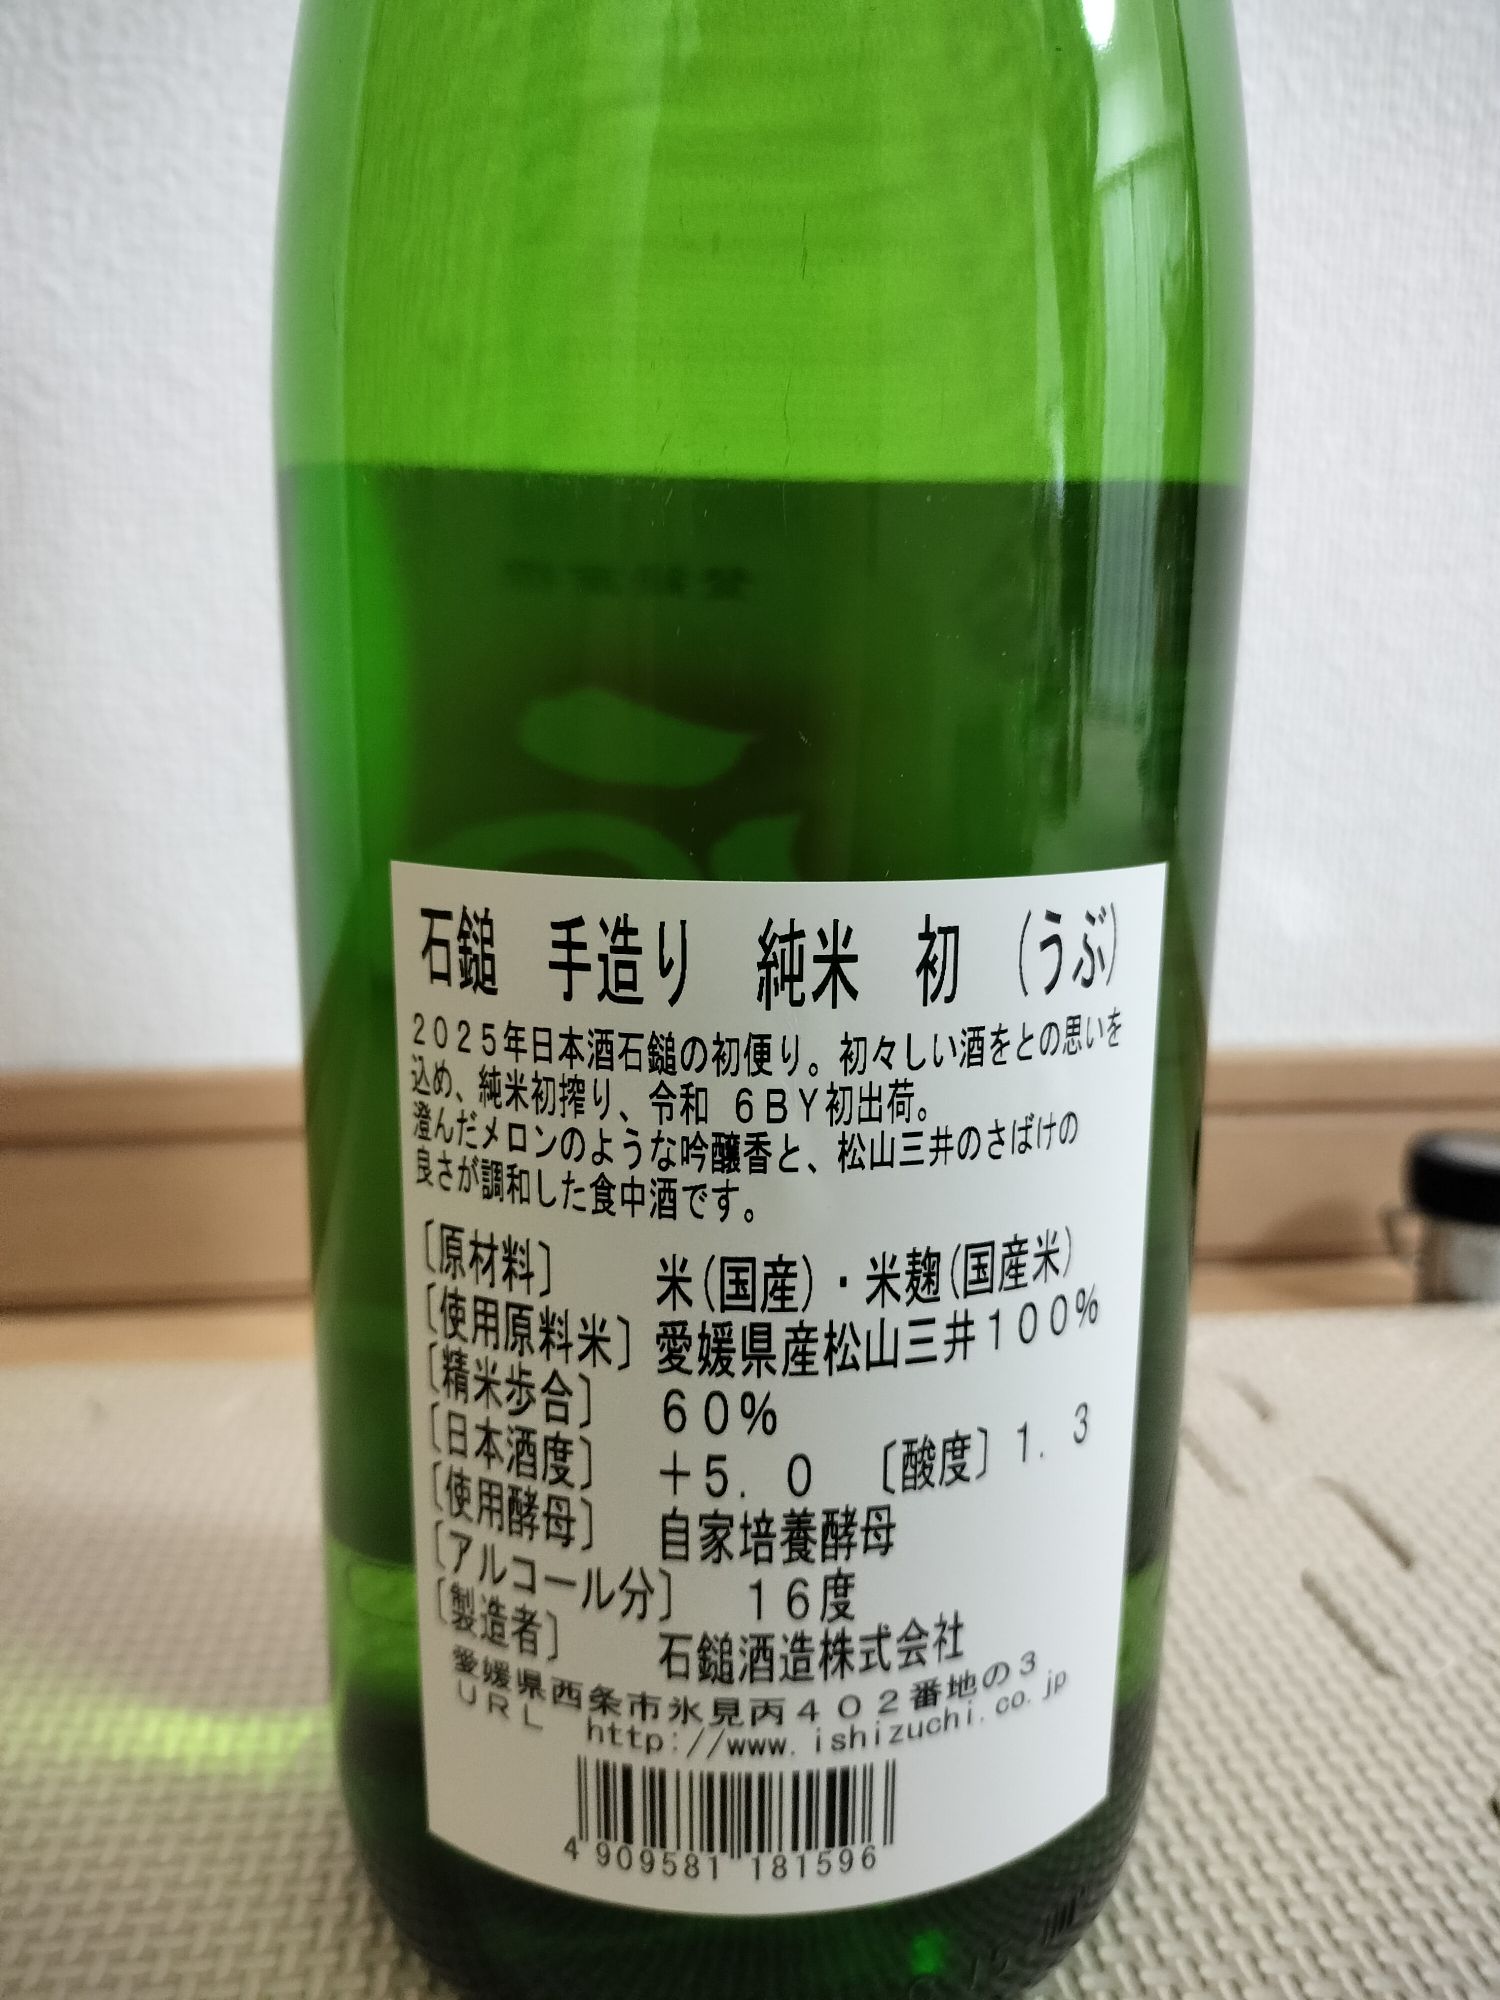 石鎚　手造り　純米　初　(うぶ)
２０２５年日本酒石鎚の初便り。初々しい酒をとの思いを
込め、純米初搾り、令和　６ＢＹ初出荷。
澄んだメロンのような吟醸香と、松山三井のさばけの
良さが調和した食中酒です。
〔原材料〕　米(国産)・米麹(国産米)
〔使用原料米〕愛媛県産松山三井１００％
〔精米歩合〕　６０％
〔日本酒度〕　＋５．０　〔酸度〕１．３
〔使用酵母〕　自家培養酵母
〔アルコール分〕　１６度
〔製造者〕　石鎚酒造株式会社
愛媛県西条市氷見丙４０２番地の３
ＵＲＬ　http://www.ishizuchi.co.jp
4 909581 181596